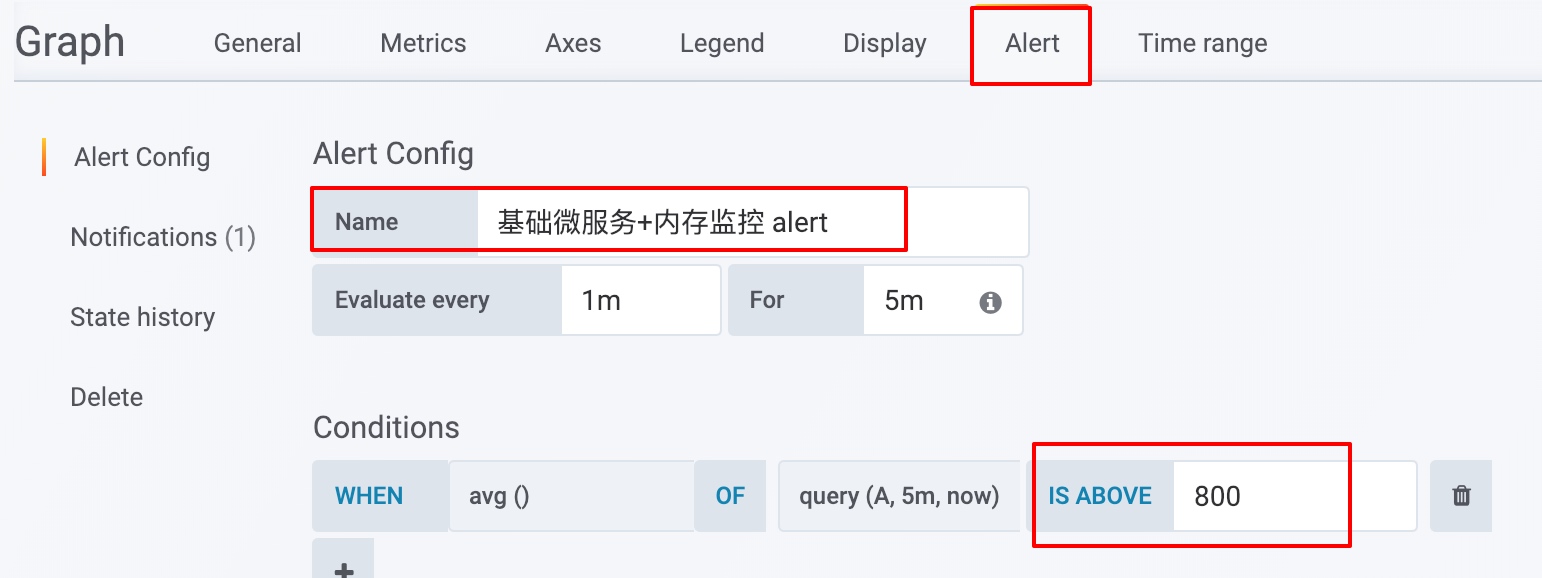 Graph General Metrics Axes Legend Display Alert Time range
Alert Config
Notifications (1)
State history
Delete
Alert Config
Name 基础微服务+内存监控 alert
Evaluate every 1m For 5m
Conditions
WHEN avg () OF query (A, 5m, now) IS ABOVE 800
+